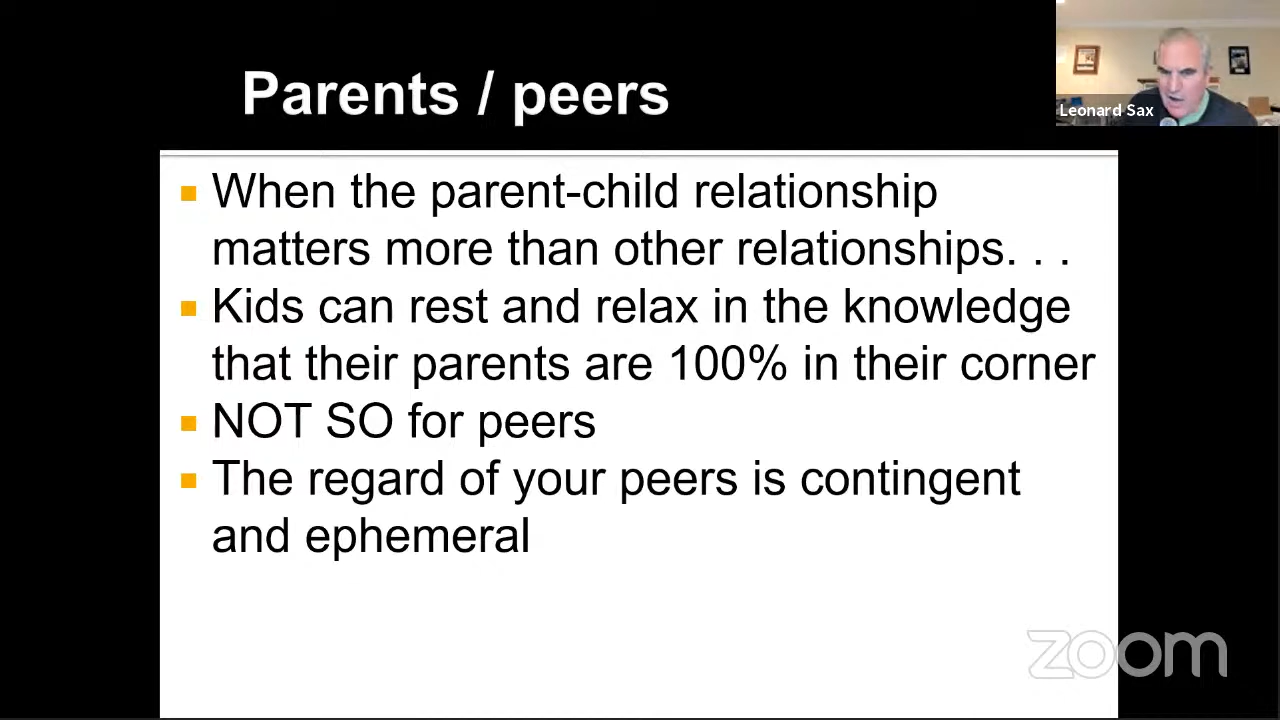 Parents / peers
Leonard Sax
When the parent-child relationship
matters more than other relationships. . .
Kids can rest and relax in the knowledge
that their parents are 100% in their corner
NOT SO for peers
The regard of your peers is contingent
and ephemeral
zoom